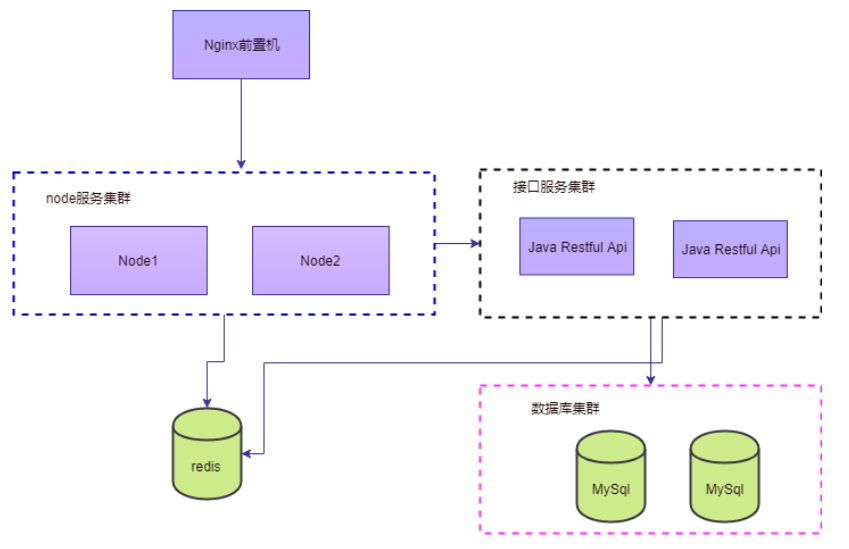 Nginx前置机
node服务集群
Node1
Node2
接口服务集群
Java Restful Api
Java Restful Api
redis
数据库集群
MySql
MySql